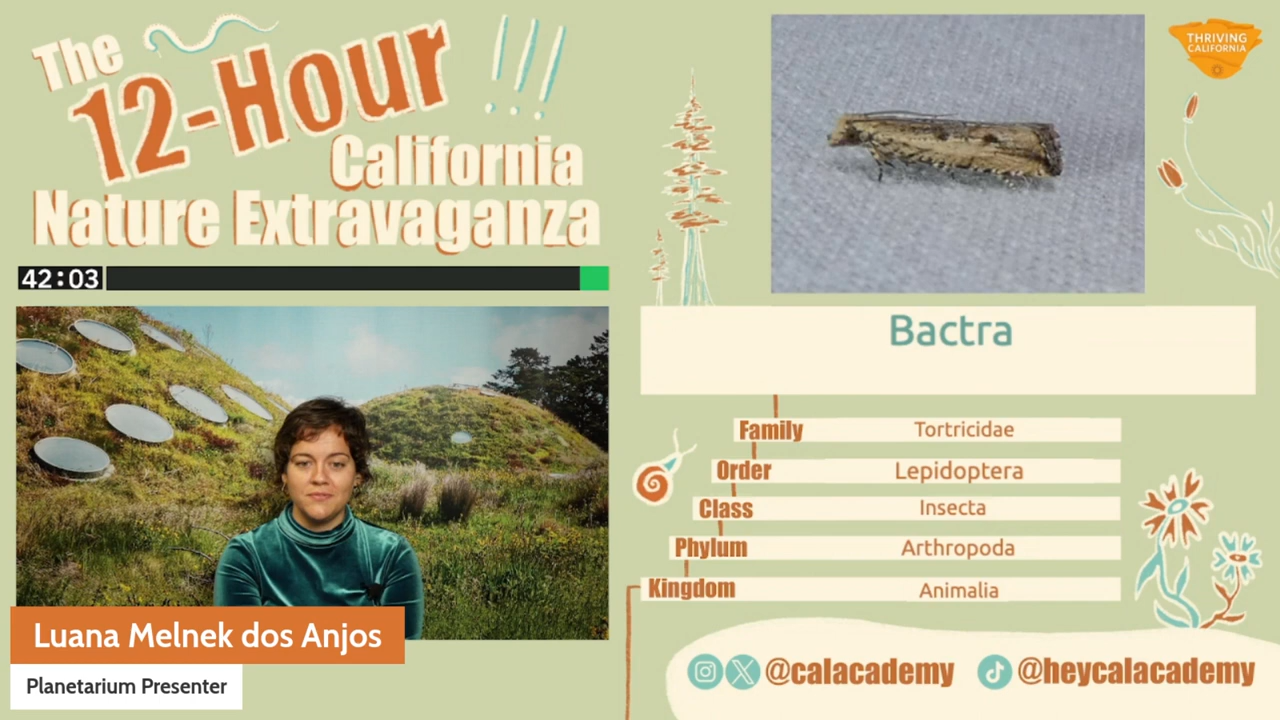 The
12-Hour !!!
California
Nature Extravaganza
THRIVING
CALIFORNIA
42:03
Bactra
Family Tortricidae
Order Lepidoptera
Class Insecta
Phylum Arthropoda
Kingdom Animalia
Luana Melnek dos Anjos
Planetarium Presenter
@calacademy @heycalacademy